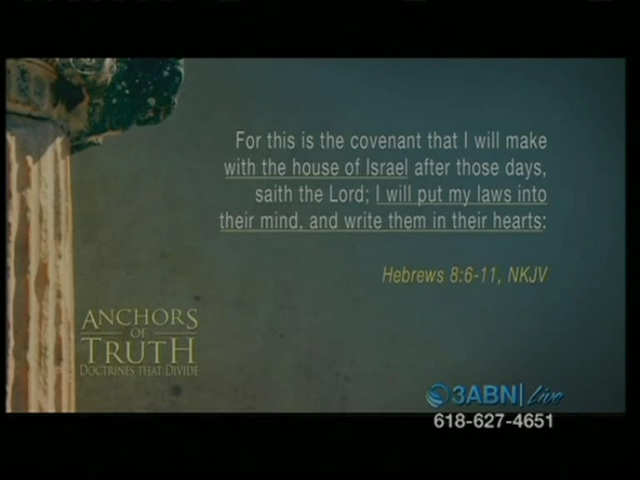 For this is the covenant that I will make
with the house of Israel after those days,
saith the Lord; I will put my laws into
their mind, and write them in their hearts:
Hebrews 8:6-11, NKJV
ANCHORS
OF
TRUTH
DOCTRINES THAT DIVIDE
3ABN Live
618-627-4651